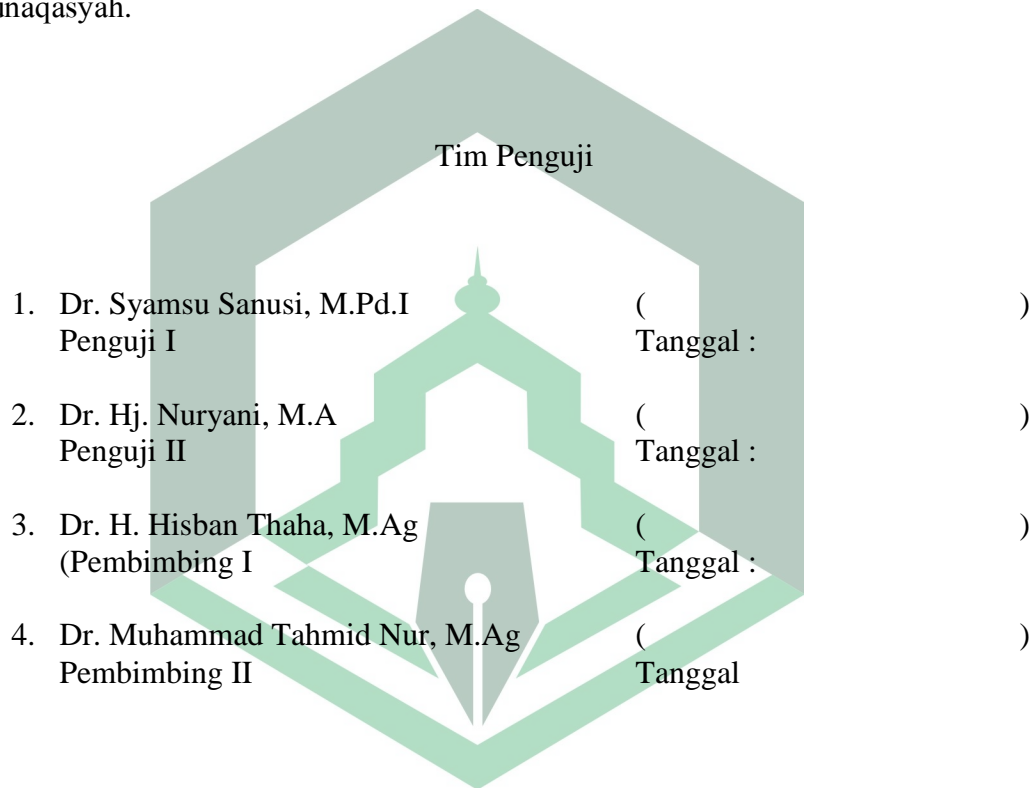 unaqasyah.
Tim Penguji
1. Dr. Syamsu Sanusi, M.Pd.I ( )
Penguji I Tanggal :
2. Dr. Hj. Nuryani, M.A ( )
Penguji II Tanggal :
3. Dr. H. Hisban Thaha, M.Ag ( )
(Pembimbing I Tanggal :
4. Dr. Muhammad Tahmid Nur, M.Ag ( )
Pembimbing II Tanggal